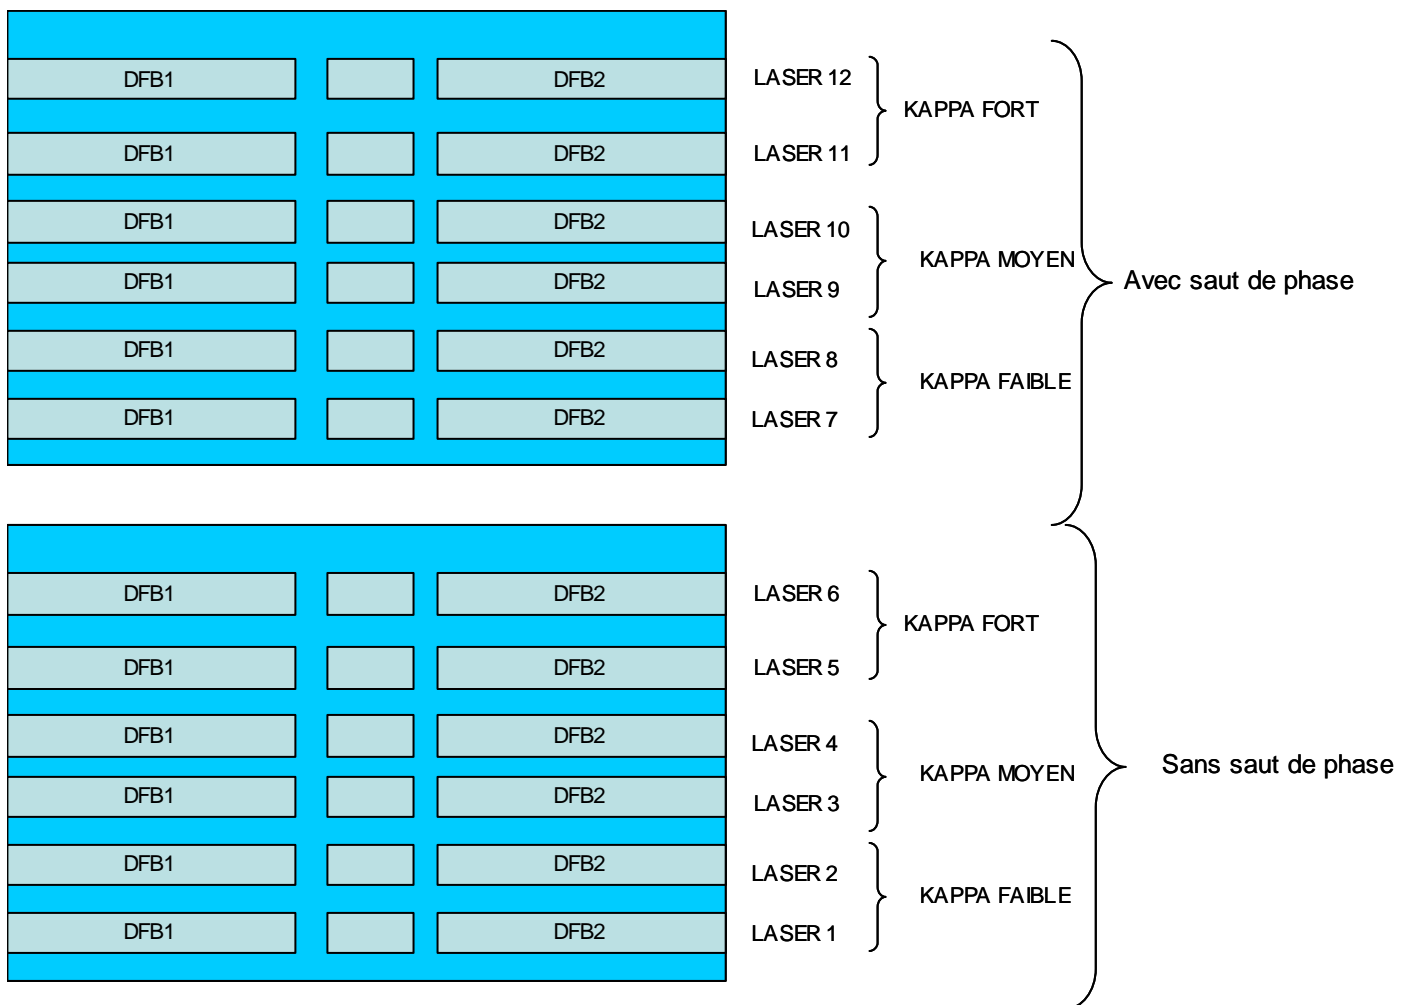 DFB1 DFB2 LASER 12
KAPPA FORT
DFB1 DFB2 LASER 11
DFB1 DFB2 LASER 10
KAPPA MOYEN
DFB1 DFB2 LASER 9
Avec saut de phase
DFB1 DFB2 LASER 8
KAPPA FAIBLE
DFB1 DFB2 LASER 7
DFB1 DFB2 LASER 6
KAPPA FORT
DFB1 DFB2 LASER 5
DFB1 DFB2 LASER 4
KAPPA MOYEN
Sans saut de phase
DFB1 DFB2 LASER 3
DFB1 DFB2 LASER 2
KAPPA FAIBLE
DFB1 DFB2 LASER 1